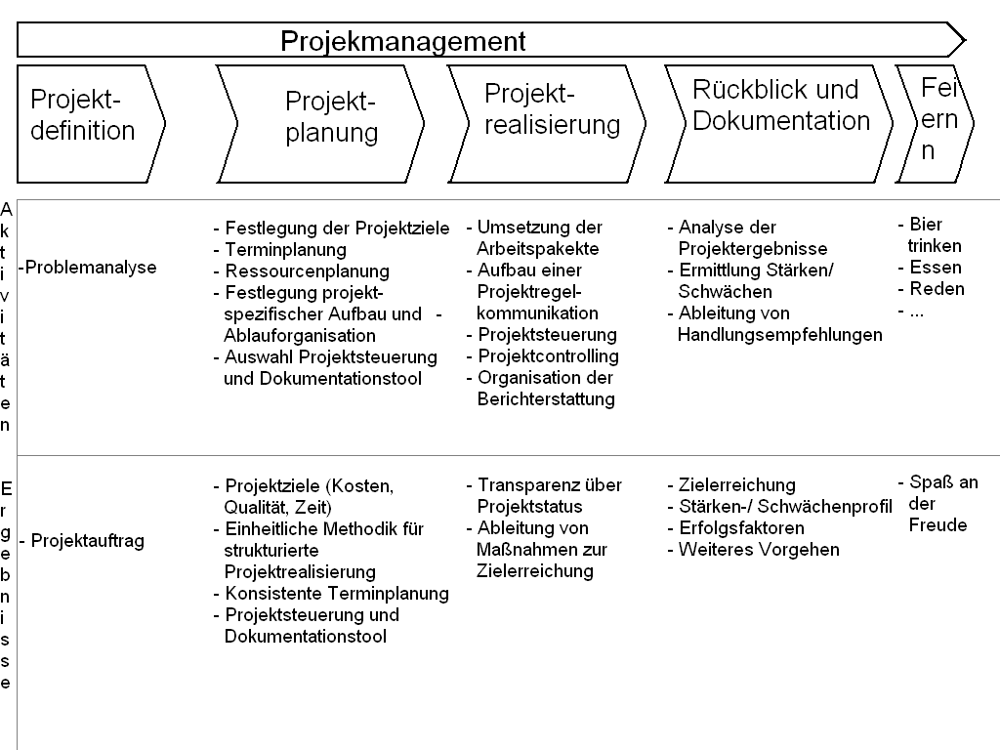 Projekmanagement
Projekt-
definition
Projekt-
planung
Projekt-
realisierung
Rückblick und
Dokumentation
Fei
ern
n
Aktivitäten
-Problemanalyse
- Festlegung der Projektziele
- Terminplanung
- Ressourcenplanung
- Festlegung projekt-
spezifischer Aufbau und -
Ablauforganisation
- Auswahl Projektsteuerung
und Dokumentationstool
- Umsetzung der
Arbeitspakekte
- Aufbau einer
Projektregel-
kommunikation
- Projektsteuerung
- Projektcontrolling
- Organisation der
Berichterstattung
- Analyse der
Projektergebnisse
- Ermittlung Stärken/
Schwächen
- Ableitung von
Handlungsempfehlungen
- Bier
trinken
- Essen
- Reden
- ...
Ergebnisse
- Projektauftrag
- Projektziele (Kosten,
Qualität, Zeit)
- Einheitliche Methodik für
strukturierte
Projektrealisierung
- Konsistente Terminplanung
- Projektsteuerung und
Dokumentationstool
- Transparenz über
Projektstatus
- Ableitung von
Maßnahmen zur
Zielerreichung
- Zielerreichung
- Stärken-/ Schwächenprofil
- Erfolgsfaktoren
- Weiteres Vorgehen
- Spaß an
der
Freude